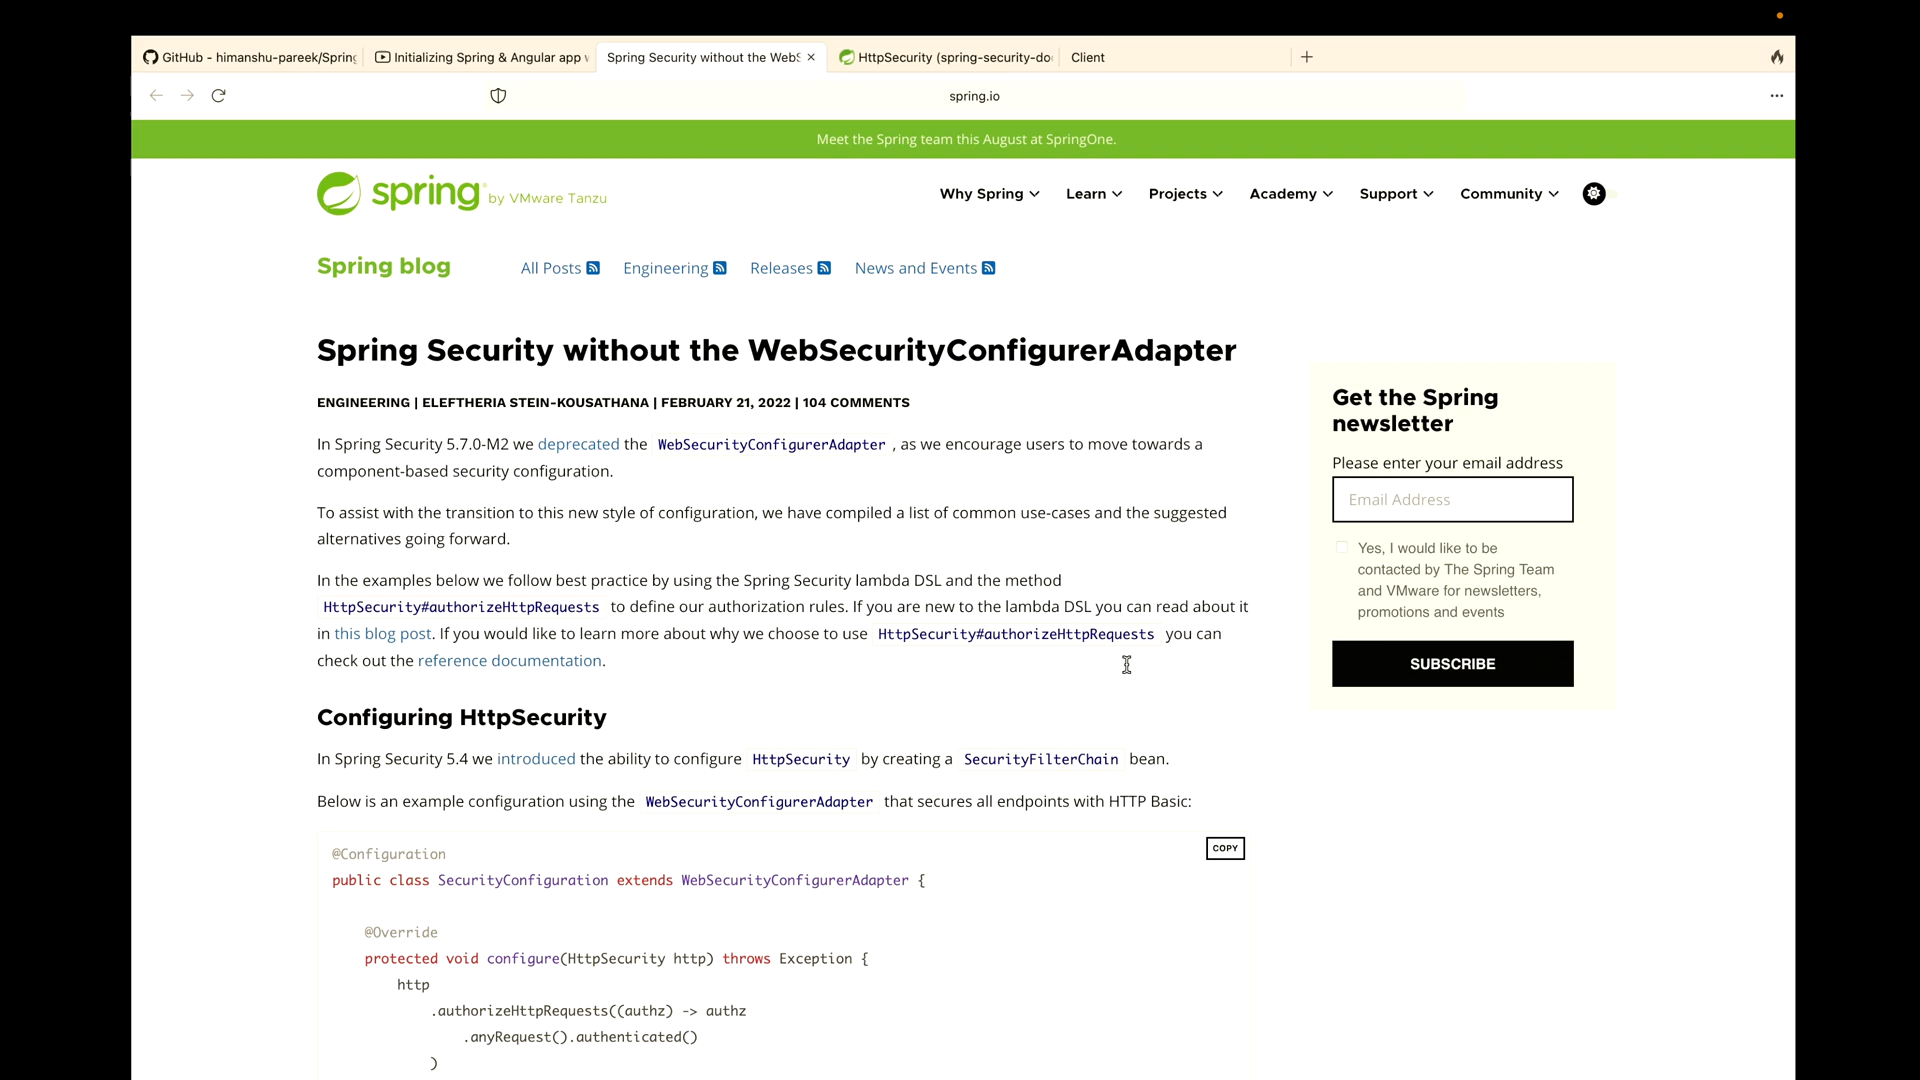 GitHub - himanshu-pareek/Spring
Initializing Spring & Angular app
Spring Security without the WebS
HttpSecurity (spring-security-do
Client
spring.io
Meet the Spring team this August at SpringOne.
spring by VMware Tanzu
Why Spring
Learn
Projects
Academy
Support
Community
Spring blog
All Posts
Engineering
Releases
News and Events
Spring Security without the WebSecurityConfigurerAdapter
ENGINEERING | ELEFTHERIA STEIN-KOUSATHANA | FEBRUARY 21, 2022 | 104 COMMENTS
In Spring Security 5.7.0-M2 we deprecated the WebSecurityConfigurerAdapter , as we encourage users to move towards a
component-based security configuration.
To assist with the transition to this new style of configuration, we have compiled a list of common use-cases and the suggested
alternatives going forward.
In the examples below we follow best practice by using the Spring Security lambda DSL and the method
HttpSecurity#authorizeHttpRequests to define our authorization rules. If you are new to the lambda DSL you can read about it
in this blog post. If you would like to learn more about why we choose to use HttpSecurity#authorizeHttpRequests you can
check out the reference documentation.
Configuring HttpSecurity
In Spring Security 5.4 we introduced the ability to configure HttpSecurity by creating a SecurityFilterChain bean.
Below is an example configuration using the WebSecurityConfigurerAdapter that secures all endpoints with HTTP Basic:
COPY
@Configuration
public class SecurityConfiguration extends WebSecurityConfigurerAdapter {
@Override
protected void configure(HttpSecurity http) throws Exception {
http
.authorizeHttpRequests((authz) -> authz
.anyRequest().authenticated()
)
Get the Spring
newsletter
Please enter your email address
Email Address
Yes, I would like to be
contacted by The Spring Team
and VMware for newsletters,
promotions and events
SUBSCRIBE